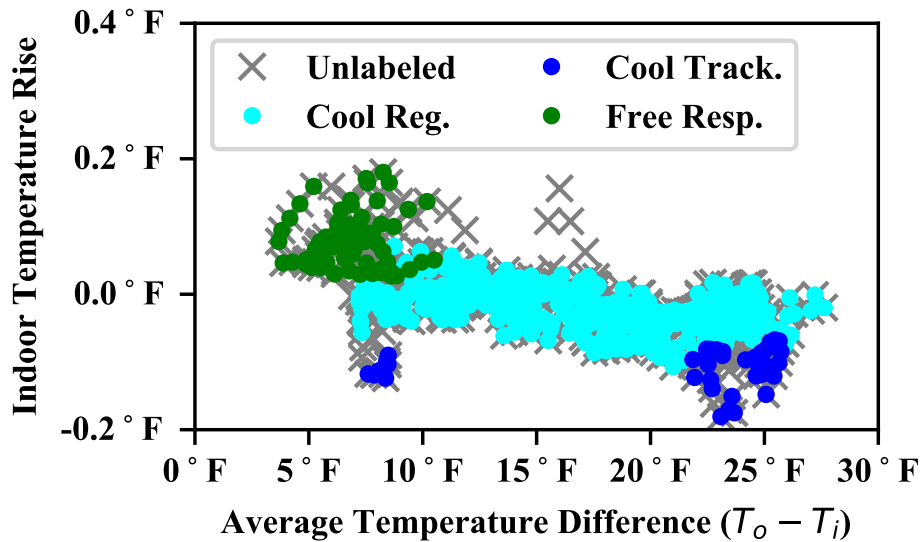 Indoor Temperature Rise
0.4°F
0.2°F
0.0°F
-0.2°F
Unlabeled
Cool Reg.
Cool Track.
Free Resp.
0°F 5°F 10°F 15°F 20°F 25°F 30°F
Average Temperature Difference (T_o − T_i)